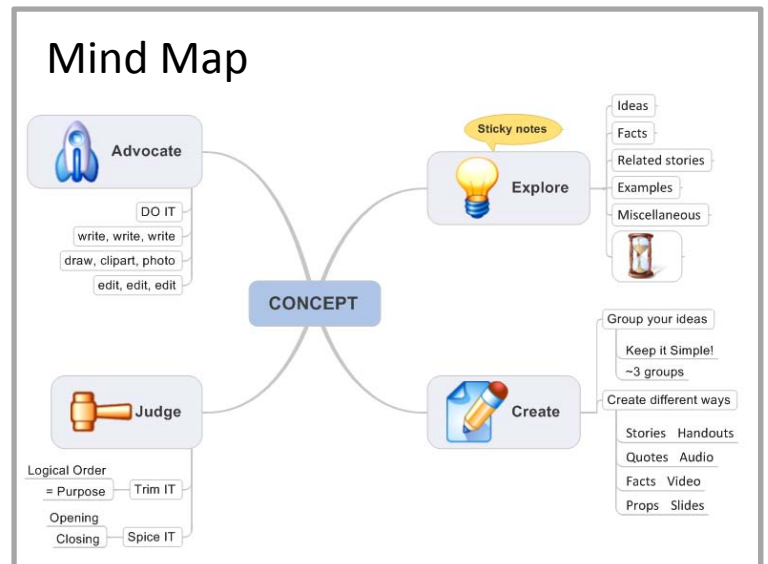 Mind Map
Advocate
DO IT
write, write, write
draw, clipart, photo
edit, edit, edit
Sticky notes
Explore
Ideas
Facts
Related stories
Examples
Miscellaneous
CONCEPT
Judge
Logical Order
= Purpose
Trim IT
Opening
Closing
Spice IT
Create
Group your ideas
Keep it Simple!
~3 groups
Create different ways
Stories Handouts
Quotes Audio
Facts Video
Props Slides